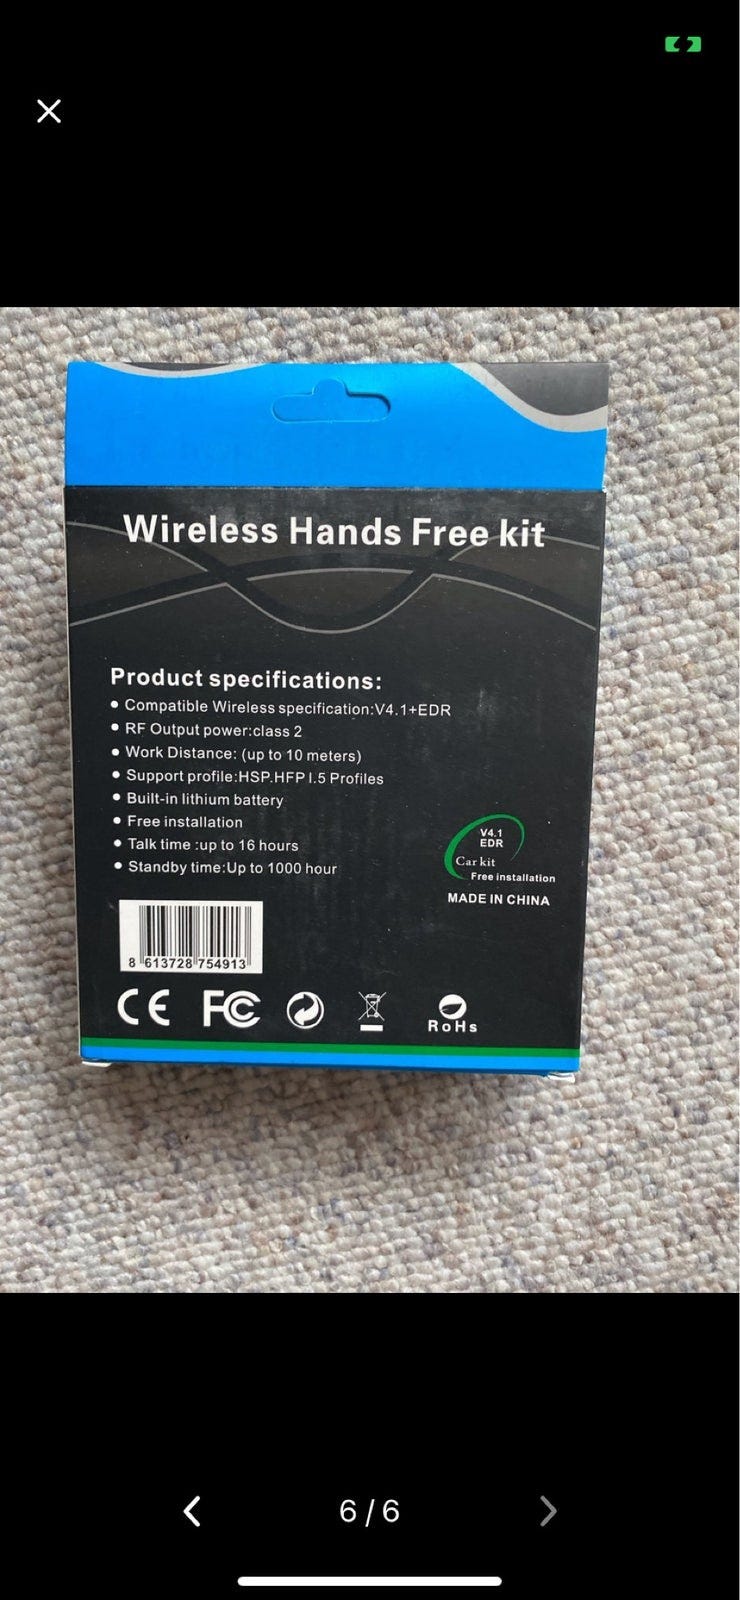 Wireless Hands Free kit
Product specifications:
• Compatible Wireless specification:V4.1+EDR
• RF Output power:class 2
• Work Distance: (up to 10 meters)
• Support profile:HSP.HFP I.5 Profiles
• Built-in lithium battery
• Free installation
• Talk time :up to 16 hours
• Standby time:Up to 1000 hour
V4.1
EDR
Car kit
Free installation
MADE IN CHINA
8 613728 754913
CE FC
RoHs
6 / 6